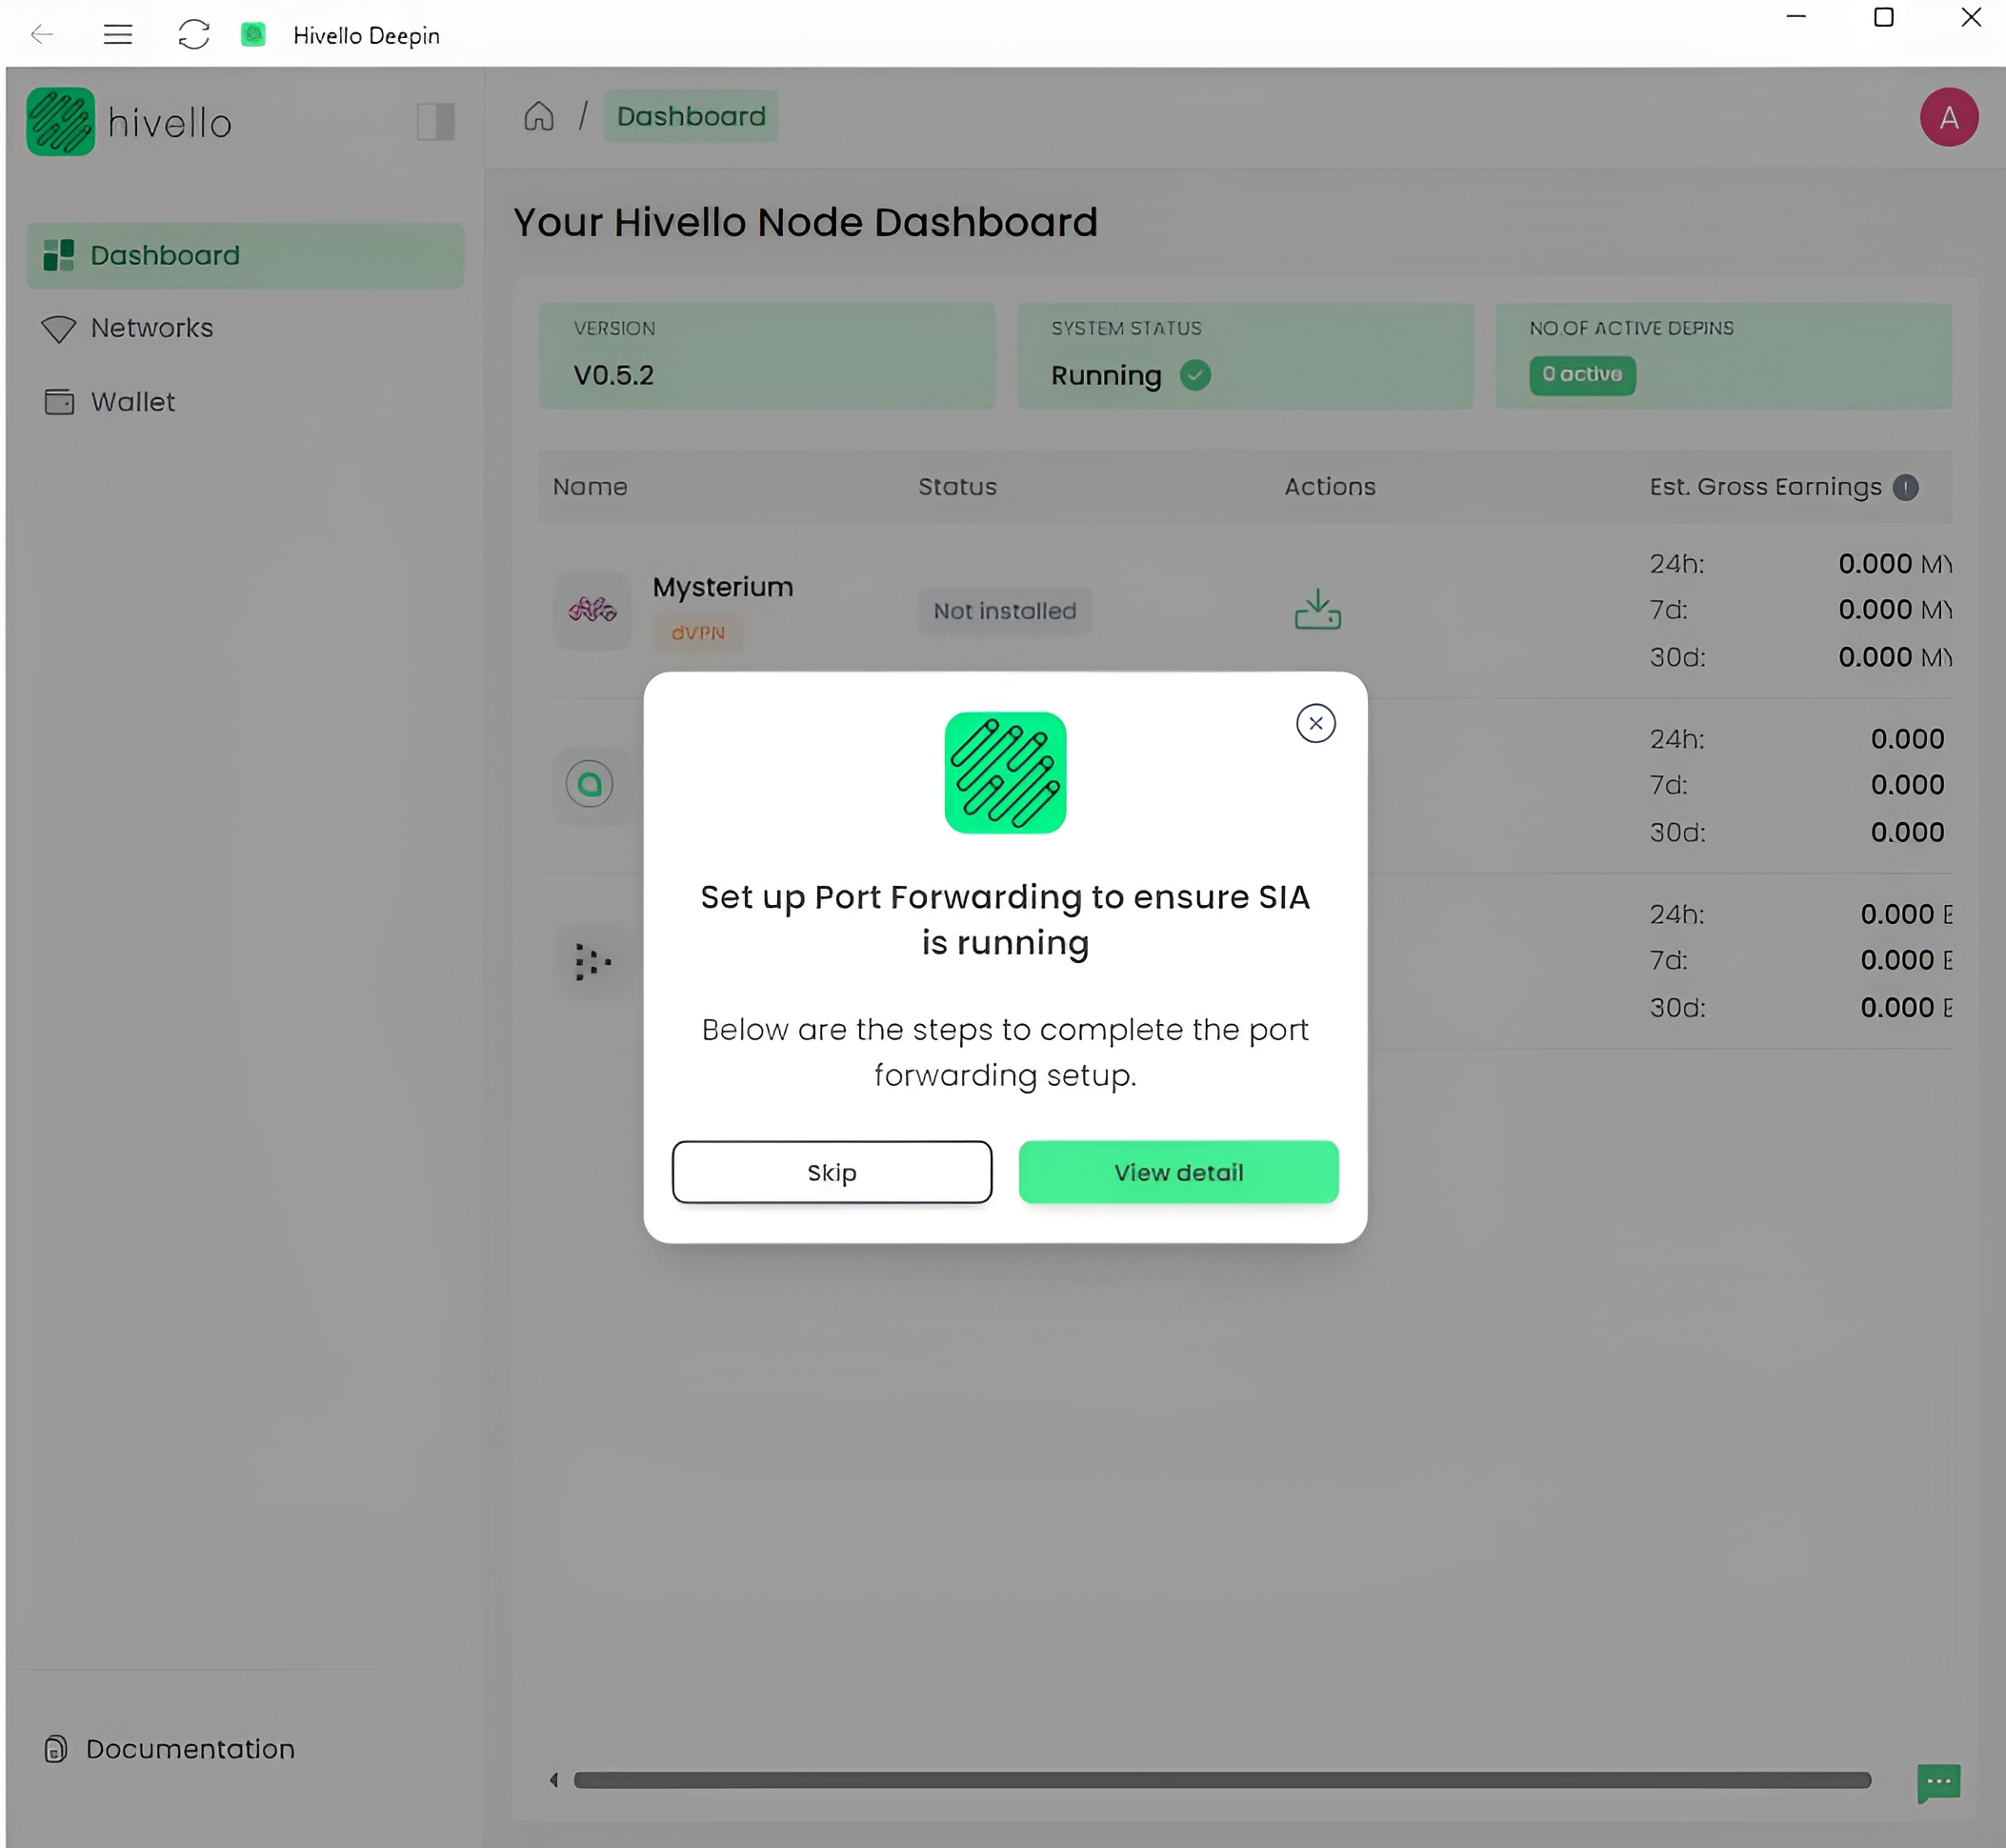 Hivello Deepin
hivello
Dashboard
A
Dashboard
Networks
Wallet
Your Hivello Node Dashboard
VERSION
V0.5.2
SYSTEM STATUS
Running
NO.OF ACTIVE DEPINS
0 active
Name Status Actions Est. Gross Earnings
Mysterium
dVPN
Not installed
24h: 0.000 MY
7d: 0.000 MY
30d: 0.000 MY
24h: 0.000
7d: 0.000
30d: 0.000
24h: 0.000 E
7d: 0.000 E
30d: 0.000 E
Set up Port Forwarding to ensure SIA
is running
Below are the steps to complete the port
forwarding setup.
Skip
View detail
Documentation